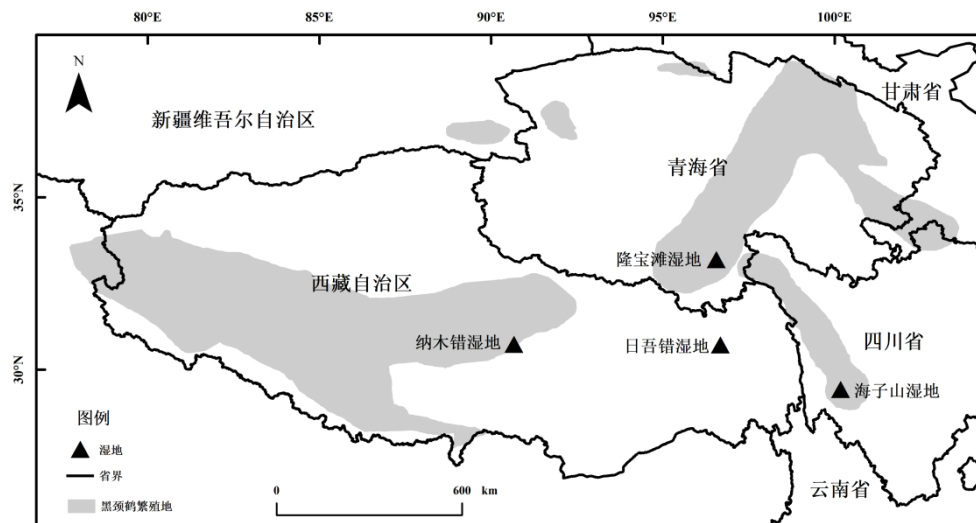 80°E 85°E 90°E 95°E 100°E
N
甘肃省
新疆维吾尔自治区
青海省
35°N
隆宝滩湿地
西藏自治区
纳木错湿地
日吾错湿地
四川省
30°N
海子山湿地
图例
湿地
省界
0 600 km
云南省
黑颈鹤繁殖地